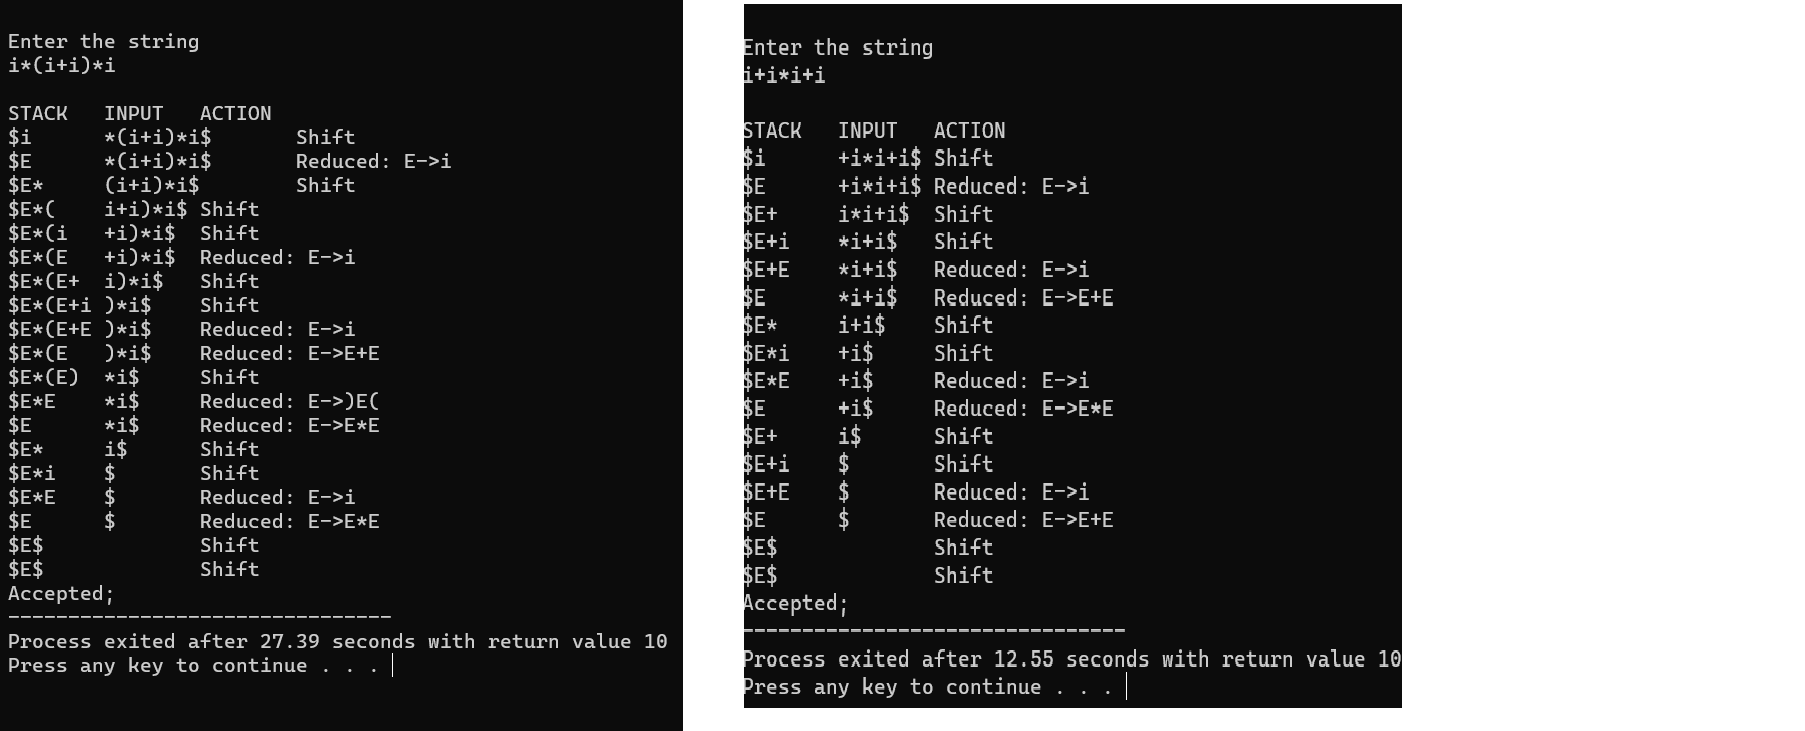 Enter the string
i*(i+i)*i
STACK INPUT ACTION
$i *(i+i)*i$ Shift
$E *(i+i)*i$ Reduced: E->i
$E* (i+i)*i$ Shift
$E*( i+i)*i$ Shift
$E*(i +i)*i$ Shift
$E*(E +i)*i$ Reduced: E->i
$E*(E+ i)*i$ Shift
$E*(E+i )*i$ Shift
$E*(E+E )*i$ Reduced: E->i
$E*(E )*i$ Reduced: E->E+E
$E*(E) *i$ Shift
$E*E *i$ Reduced: E->)E(
$E *i$ Reduced: E->E*E
$E* i$ Shift
$E*i $ Shift
$E*E $ Reduced: E->i
$E $ Reduced: E->E*E
$E$ Shift
$E$ Shift
Accepted;
--------------------------------
Process exited after 27.39 seconds with return value 10
Press any key to continue . . .
Enter the string
i+i*i+i
STACK INPUT ACTION
$i +i*i+i$ Shift
$E +i*i+i$ Reduced: E->i
$E+ i*i+i$ Shift
$E+i *i+i$ Shift
$E+E *i+i$ Reduced: E->i
$E *i+i$ Reduced: E->E+E
$E* i+i$ Shift
$E*i +i$ Shift
$E*E +i$ Reduced: E->i
$E +i$ Reduced: E->E*E
$E+ i$ Shift
$E+i $ Shift
$E+E $ Reduced: E->i
$E $ Reduced: E->E+E
$E$ Shift
$E$ Shift
Accepted;
--------------------------------
Process exited after 12.55 seconds with return value 10
Press any key to continue . . .